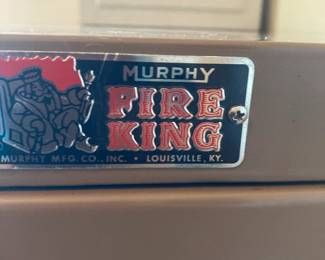 MURPHY
FIRE
KING
MURPHY MFG. CO., INC. • LOUISVILLE, KY.